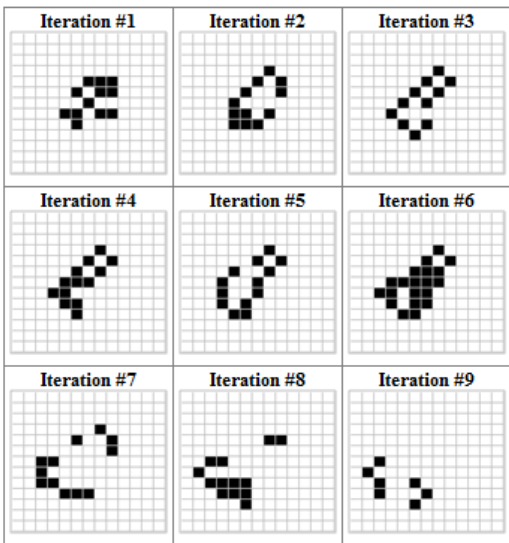 Iteration #1
Iteration #2
Iteration #3
Iteration #4
Iteration #5
Iteration #6
Iteration #7
Iteration #8
Iteration #9